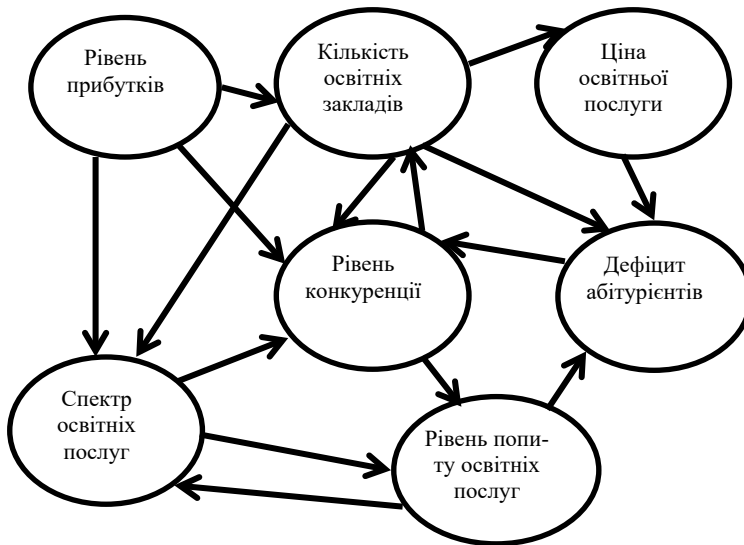 Рівень
прибутків
Кількість
освітніх
закладів
Ціна
освітньої
послуги
Рівень
конкуренції
Дефіцит
абітурієнтів
Спектр
освітніх
послуг
Рівень попи-
ту освітніх
послуг